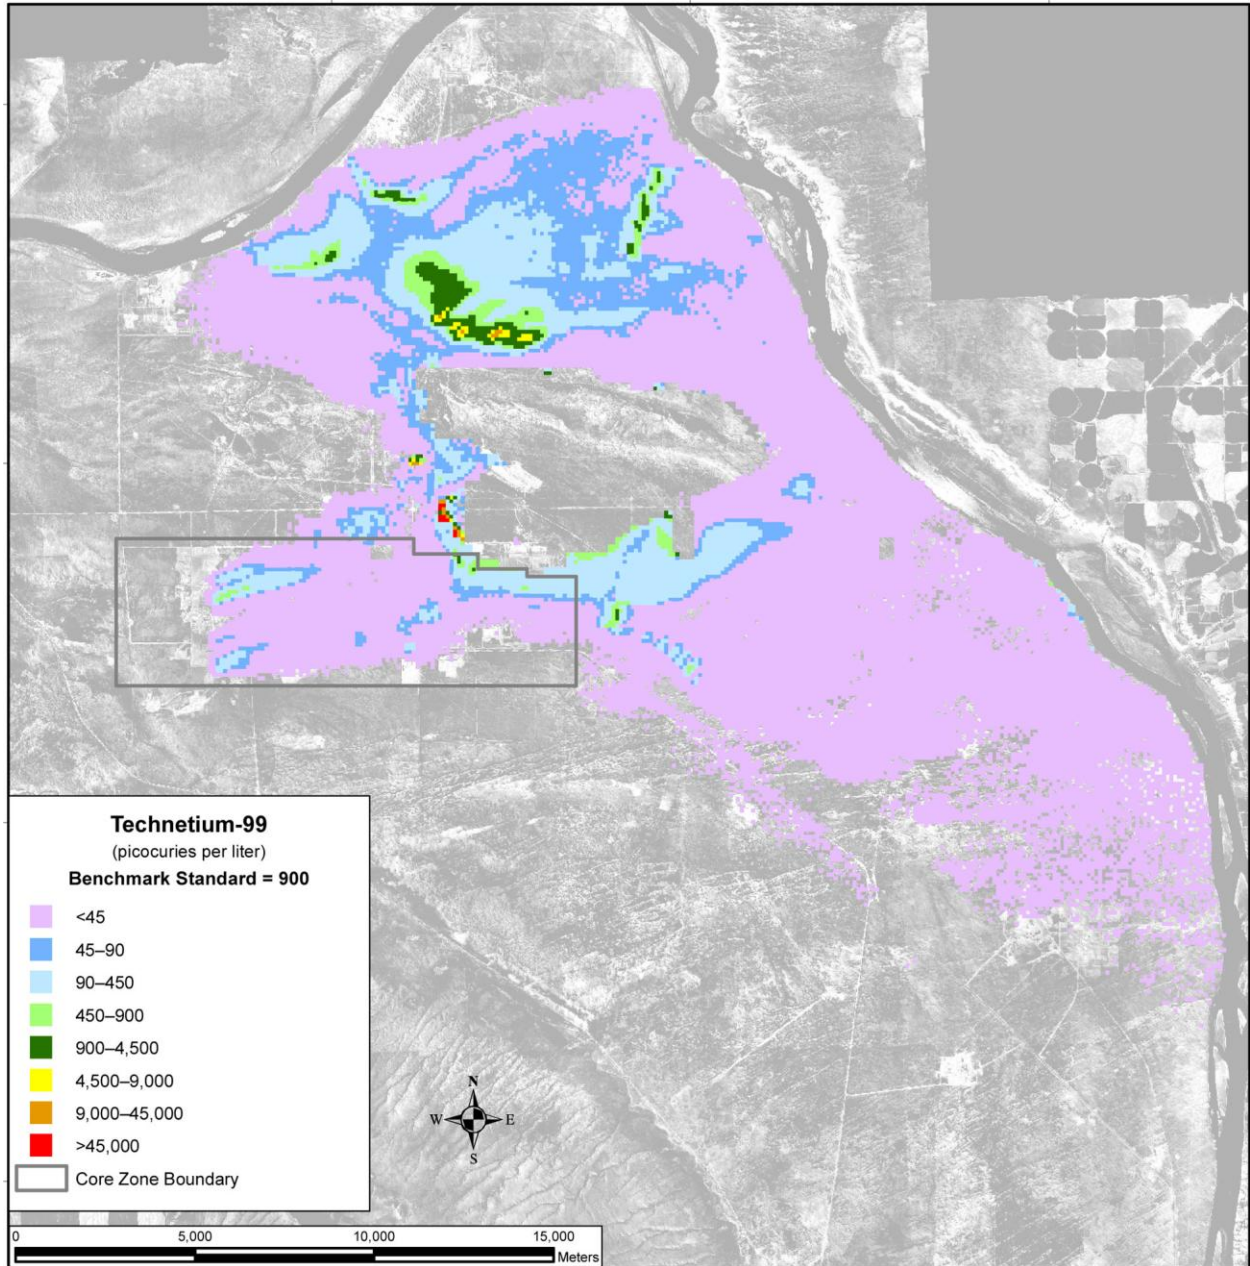 Technetium-99
(picocuries per liter)
Benchmark Standard = 900
<45
45–90
90–450
450–900
900–4,500
4,500–9,000
9,000–45,000
>45,000
Core Zone Boundary
N
W E
S
0 5,000 10,000 15,000
Meters